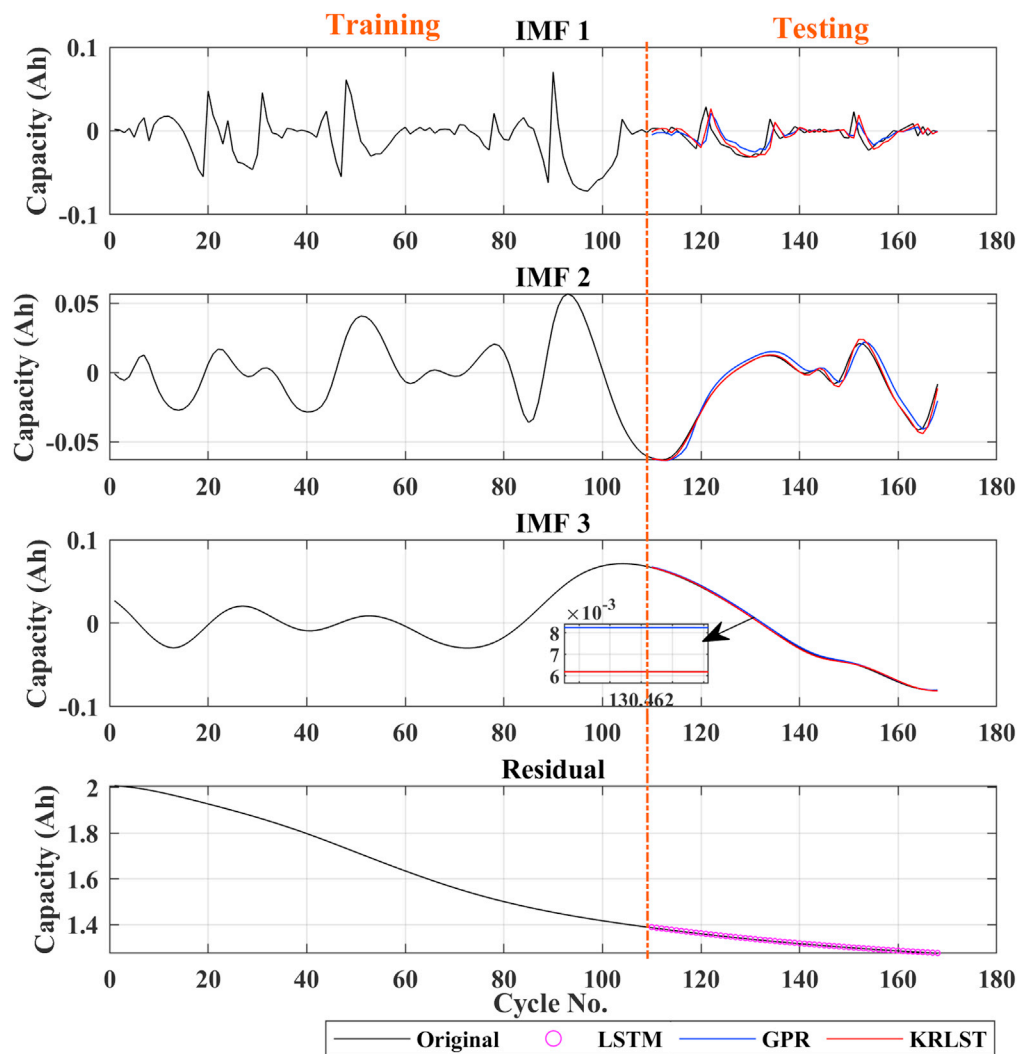 Training IMF 1 Testing
Capacity (Ah)
0.1
0
-0.1
0 20 40 60 80 100 120 140 160 180
IMF 2
Capacity (Ah)
0.05
0
-0.05
0 20 40 60 80 100 120 140 160 180
IMF 3
Capacity (Ah)
0.1
0
-0.1
×10^-3
8
7
6
130.462
0 20 40 60 80 100 120 140 160 180
Residual
Capacity (Ah)
2
1.8
1.6
1.4
0 20 40 60 80 100 120 140 160 180
Cycle No.
Original LSTM GPR KRLST